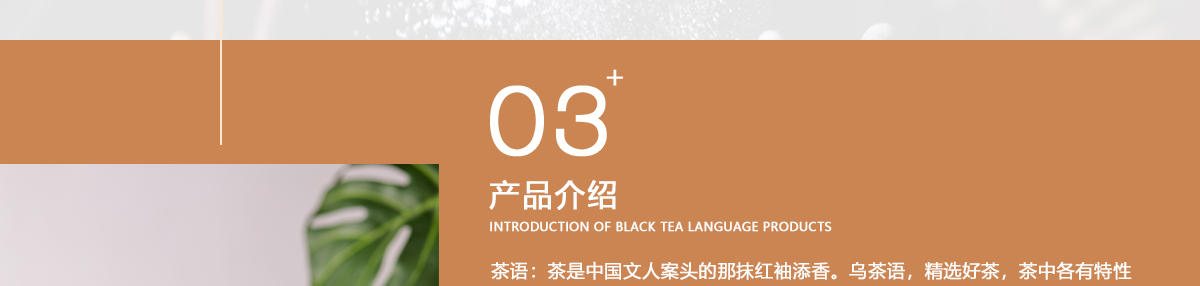 03+
产品介绍
INTRODUCTION OF BLACK TEA LANGUAGE PRODUCTS
茶语：茶是中国文人案头的那抹红袖添香。乌茶语，精选好茶，茶中各有特性